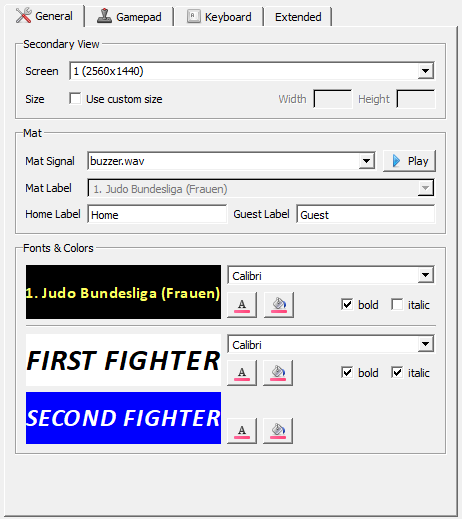 General Gamepad Keyboard Extended
Secondary View
Screen 1 (2560x1440)
Size Use custom size Width Height
Mat
Mat Signal buzzer.wav Play
Mat Label 1. Judo Bundesliga (Frauen)
Home Label Home Guest Label Guest
Fonts & Colors
1. Judo Bundesliga (Frauen)
Calibri
A bold italic
FIRST FIGHTER
Calibri
A bold italic
SECOND FIGHTER
A